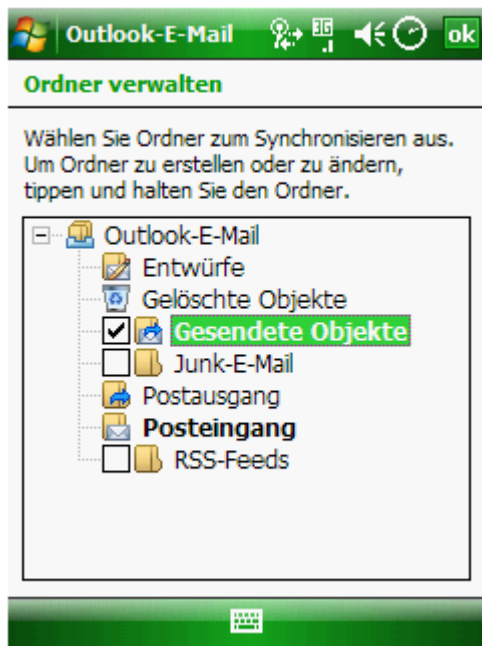 Outlook-E-Mail 3G ok
Ordner verwalten
Wählen Sie Ordner zum Synchronisieren aus.
Um Ordner zu erstellen oder zu ändern,
tippen und halten Sie den Ordner.
Outlook-E-Mail
Entwürfe
Gelöschte Objekte
Gesendete Objekte
Junk-E-Mail
Postausgang
Posteingang
RSS-Feeds